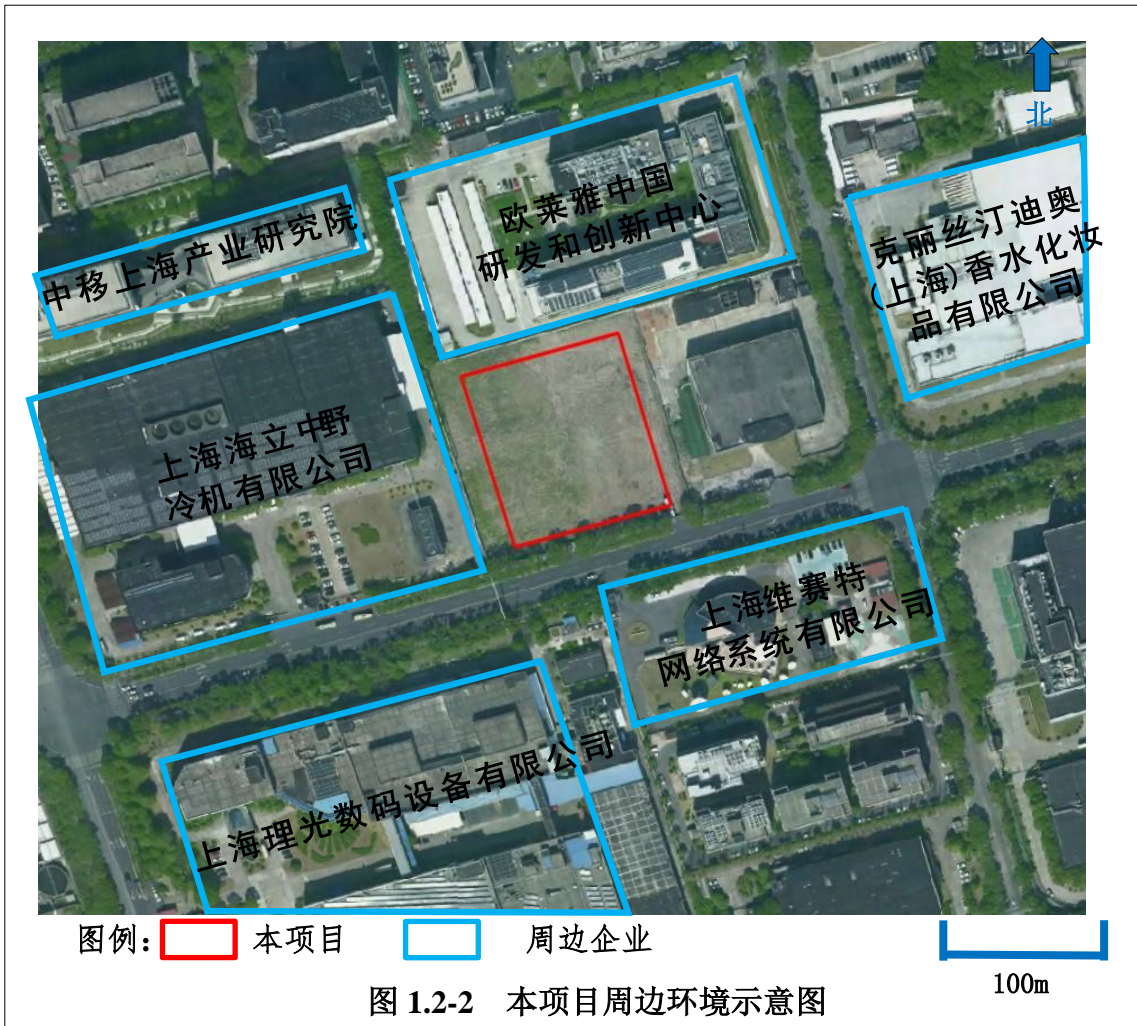 北
欧莱雅中国
研发和创新中心
克丽丝汀迪奥
(上海)香水化妆
品有限公司
中移上海产业研究院
上海海立中野
冷机有限公司
上海维赛特
网络系统有限公司
上海理光数码设备有限公司
图例: 本项目 周边企业
100m
图 1.2-2 本项目周边环境示意图